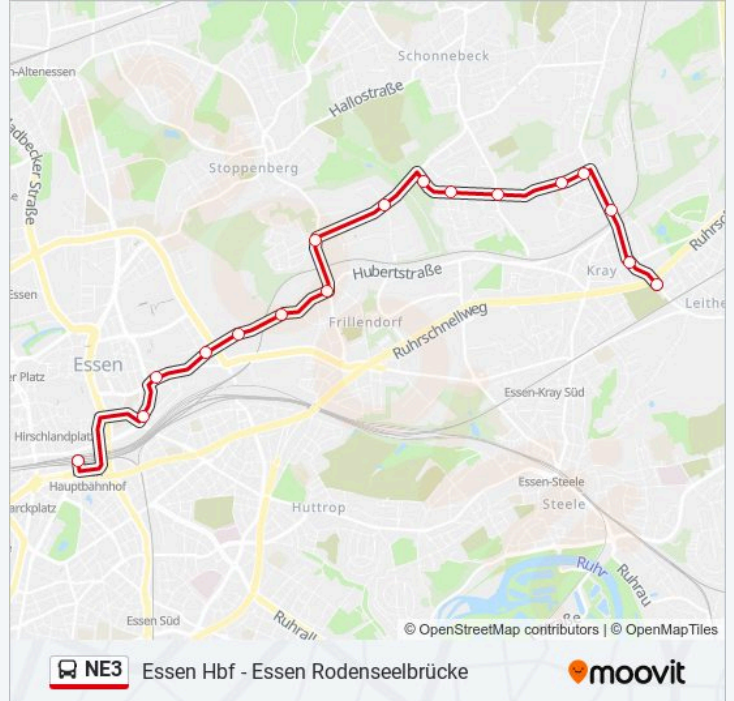 Schonnebeck
n-Altenessen
Hallostraße
adbecker Straße
Stoppenberg
Ruhrsc
Hubertstraße
Kray
Essen
Leithe
Frillendorf
Ruhrschnellweg
Essen
er Platz
Essen-Kray Süd
Hirschlandplatz
Essen-Steele
Hauptbahnhof
Steele
arckplatz
Huttrop
Ruhr
Ruhrau
Essen Süd
Ruhrall
© OpenStreetMap contributors | © OpenMapTiles
NE3 Essen Hbf - Essen Rodenseelbrücke
moovit